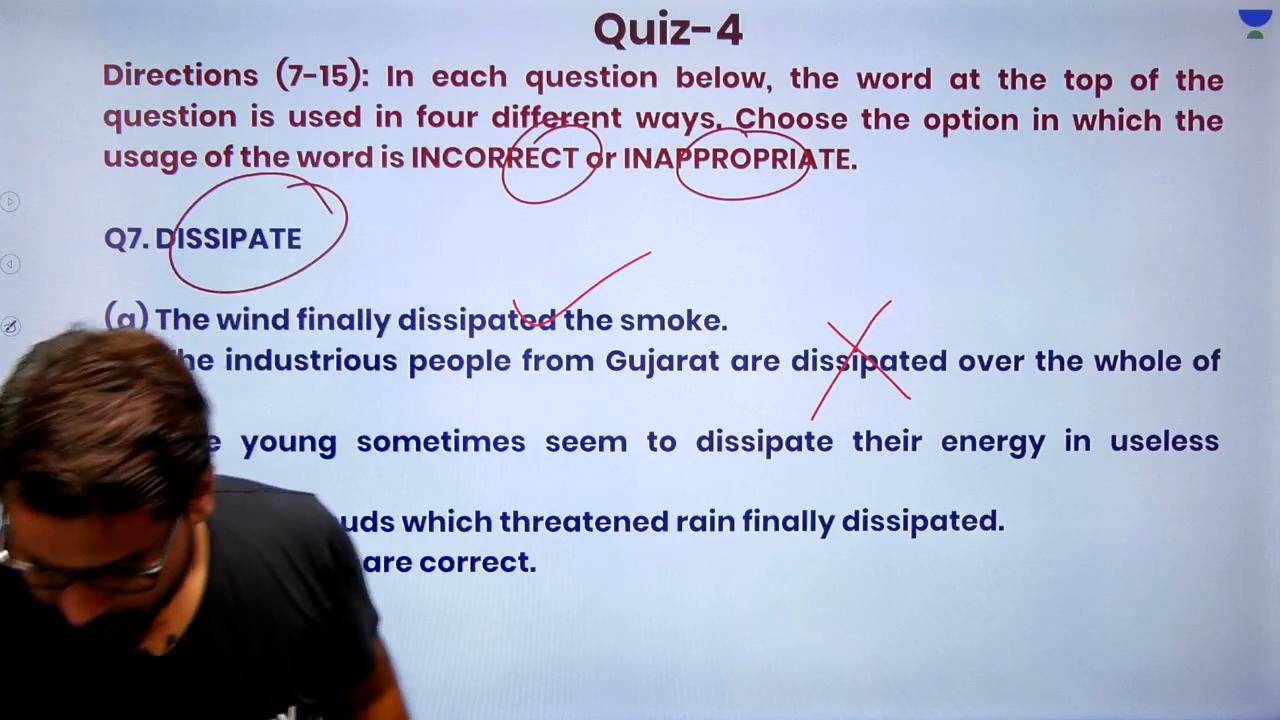 Quiz-4
Directions (7-15): In each question below, the word at the top of the
question is used in four different ways. Choose the option in which the
usage of the word is INCORRECT or INAPPROPRIATE.
Q7. DISSIPATE
(a) The wind finally dissipated the smoke.
he industrious people from Gujarat are dissipated over the whole of
e young sometimes seem to dissipate their energy in useless
uds which threatened rain finally dissipated.
are correct.